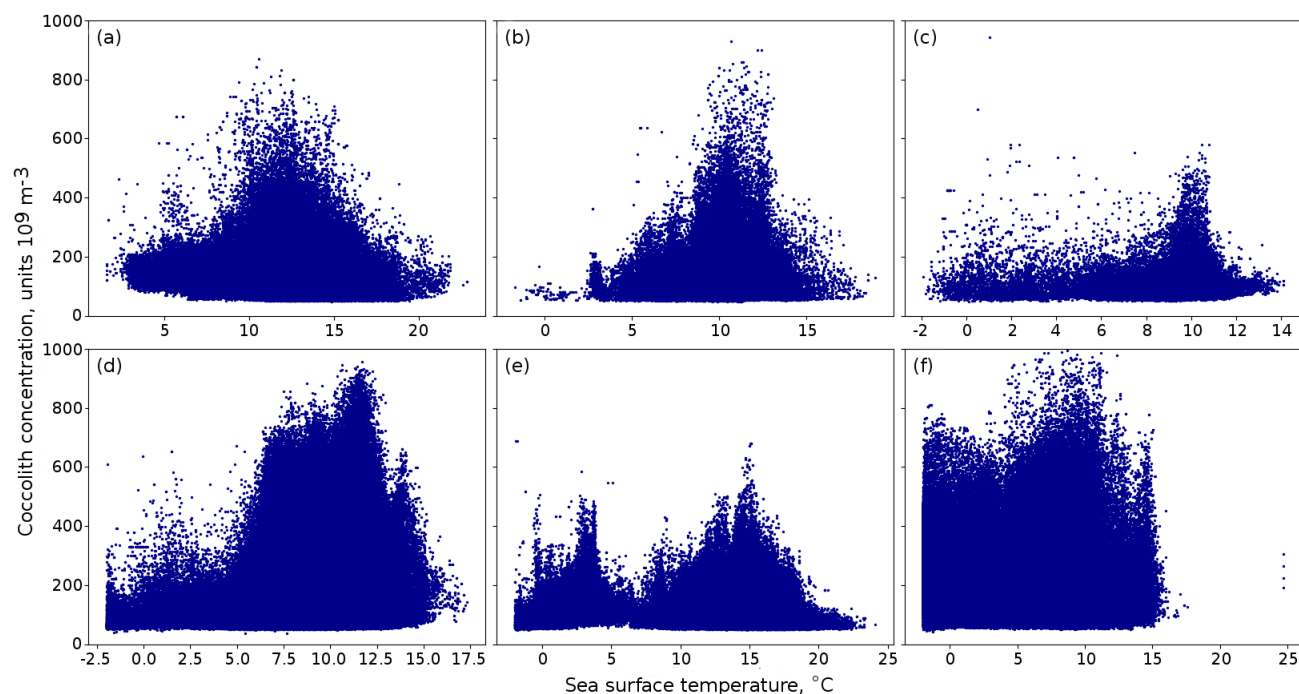 (a)
(b)
(c)
1000
800
600
400
200
0
5 10 15 20
0 5 10 15
-2 0 2 4 6 8 10 12 14
(d)
(e)
(f)
1000
800
600
400
200
0
-2.5 0.0 2.5 5.0 7.5 10.0 12.5 15.0 17.5
0 5 10 15 20 25
0 5 10 15 20 25
Coccolith concentration, units 10⁹ m-3
Sea surface temperature, °C